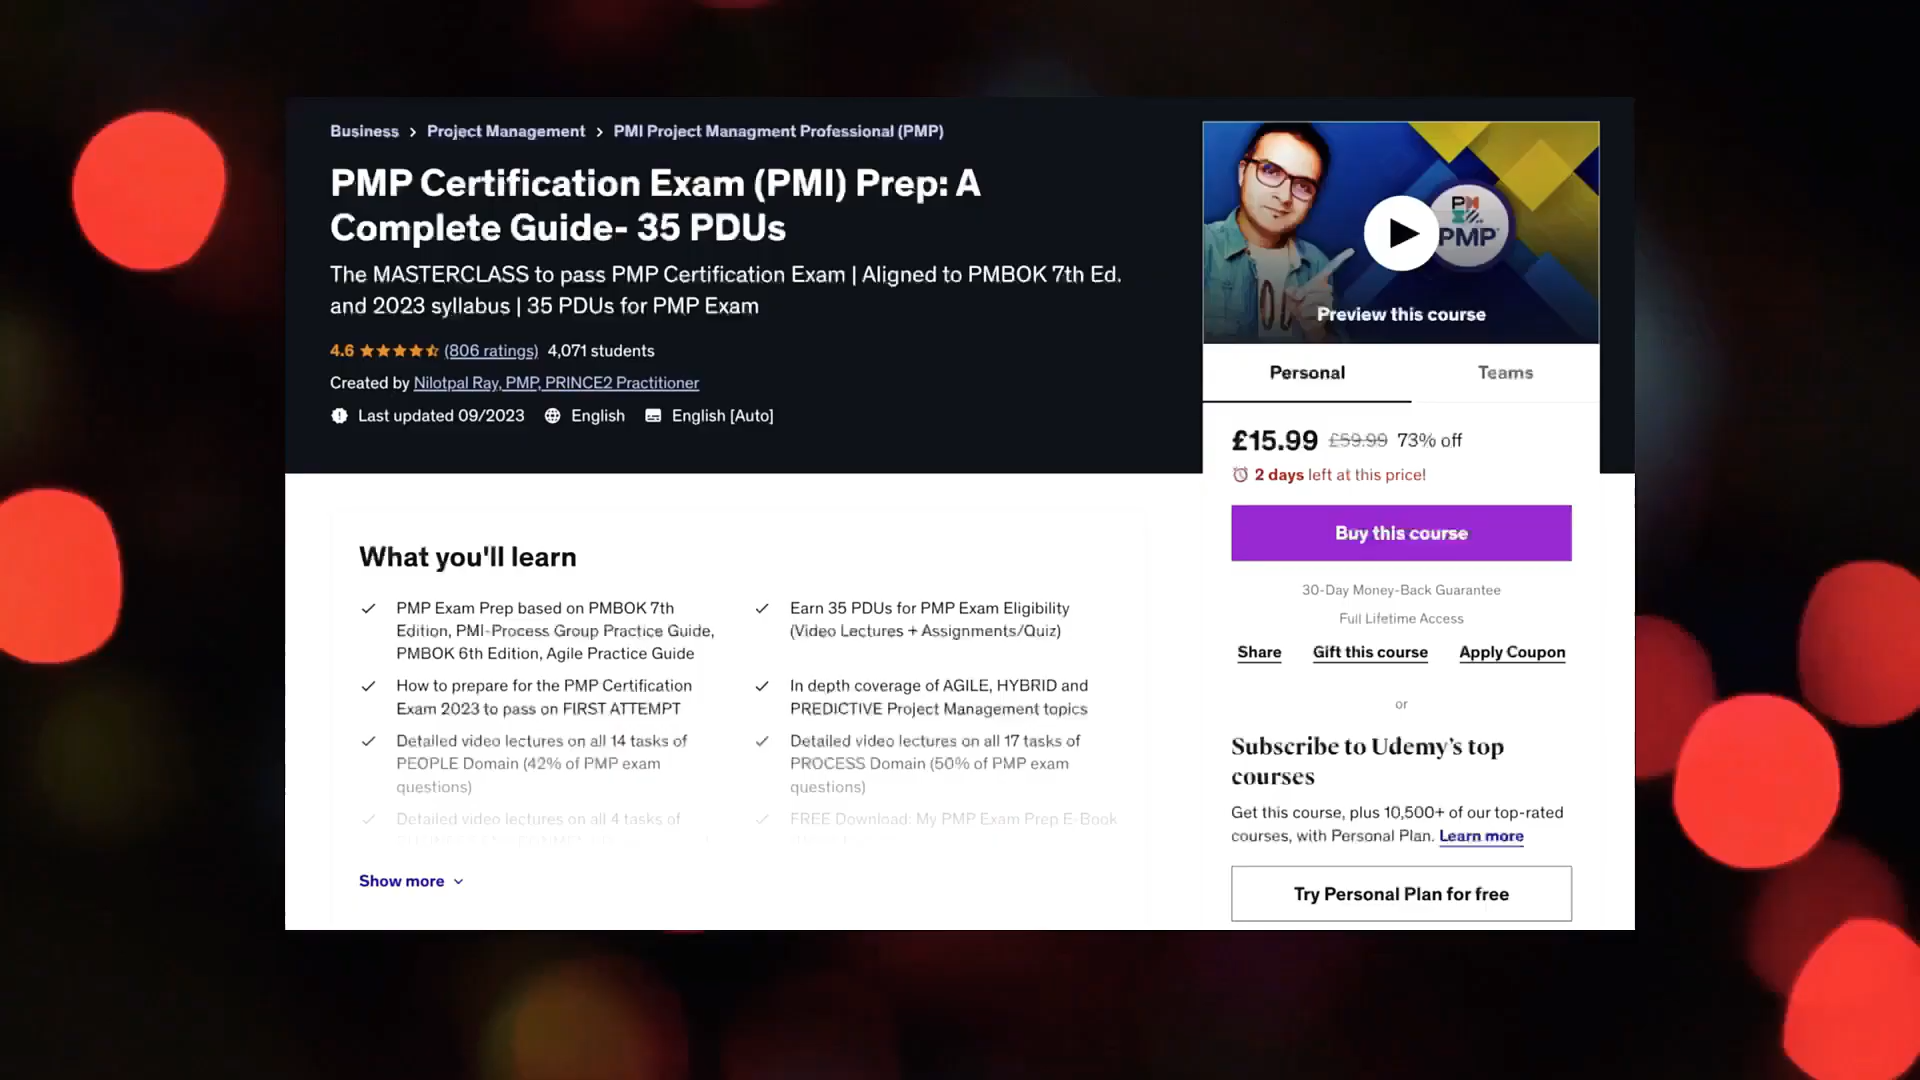 Business > Project Management > PMI Project Managment Professional (PMP)
PMP Certification Exam (PMI) Prep: A
Complete Guide- 35 PDUs
The MASTERCLASS to pass PMP Certification Exam | Aligned to PMBOK 7th Ed.
and 2023 syllabus | 35 PDUs for PMP Exam
4.6 (806 ratings) 4,071 students
Created by Nilotpal Ray, PMP, PRINCE2 Practitioner
Last updated 09/2023 English English [Auto]
PMP
Preview this course
Personal Teams
£15.99 £59.99 73% off
2 days left at this price!
Buy this course
30-Day Money-Back Guarantee
Full Lifetime Access
Share Gift this course Apply Coupon
or
Subscribe to Udemy's top
courses
Get this course, plus 10,500+ of our top-rated
courses, with Personal Plan. Learn more
Try Personal Plan for free
What you'll learn
PMP Exam Prep based on PMBOK 7th
Edition, PMI-Process Group Practice Guide,
PMBOK 6th Edition, Agile Practice Guide
Earn 35 PDUs for PMP Exam Eligibility
(Video Lectures + Assignments/Quiz)
How to prepare for the PMP Certification
Exam 2023 to pass on FIRST ATTEMPT
In depth coverage of AGILE, HYBRID and
PREDICTIVE Project Management topics
Detailed video lectures on all 14 tasks of
PEOPLE Domain (42% of PMP exam
questions)
Detailed video lectures on all 17 tasks of
PROCESS Domain (50% of PMP exam
questions)
Detailed video lectures on all 4 tasks of
FREE Download: My PMP Exam Prep E-Book
Show more